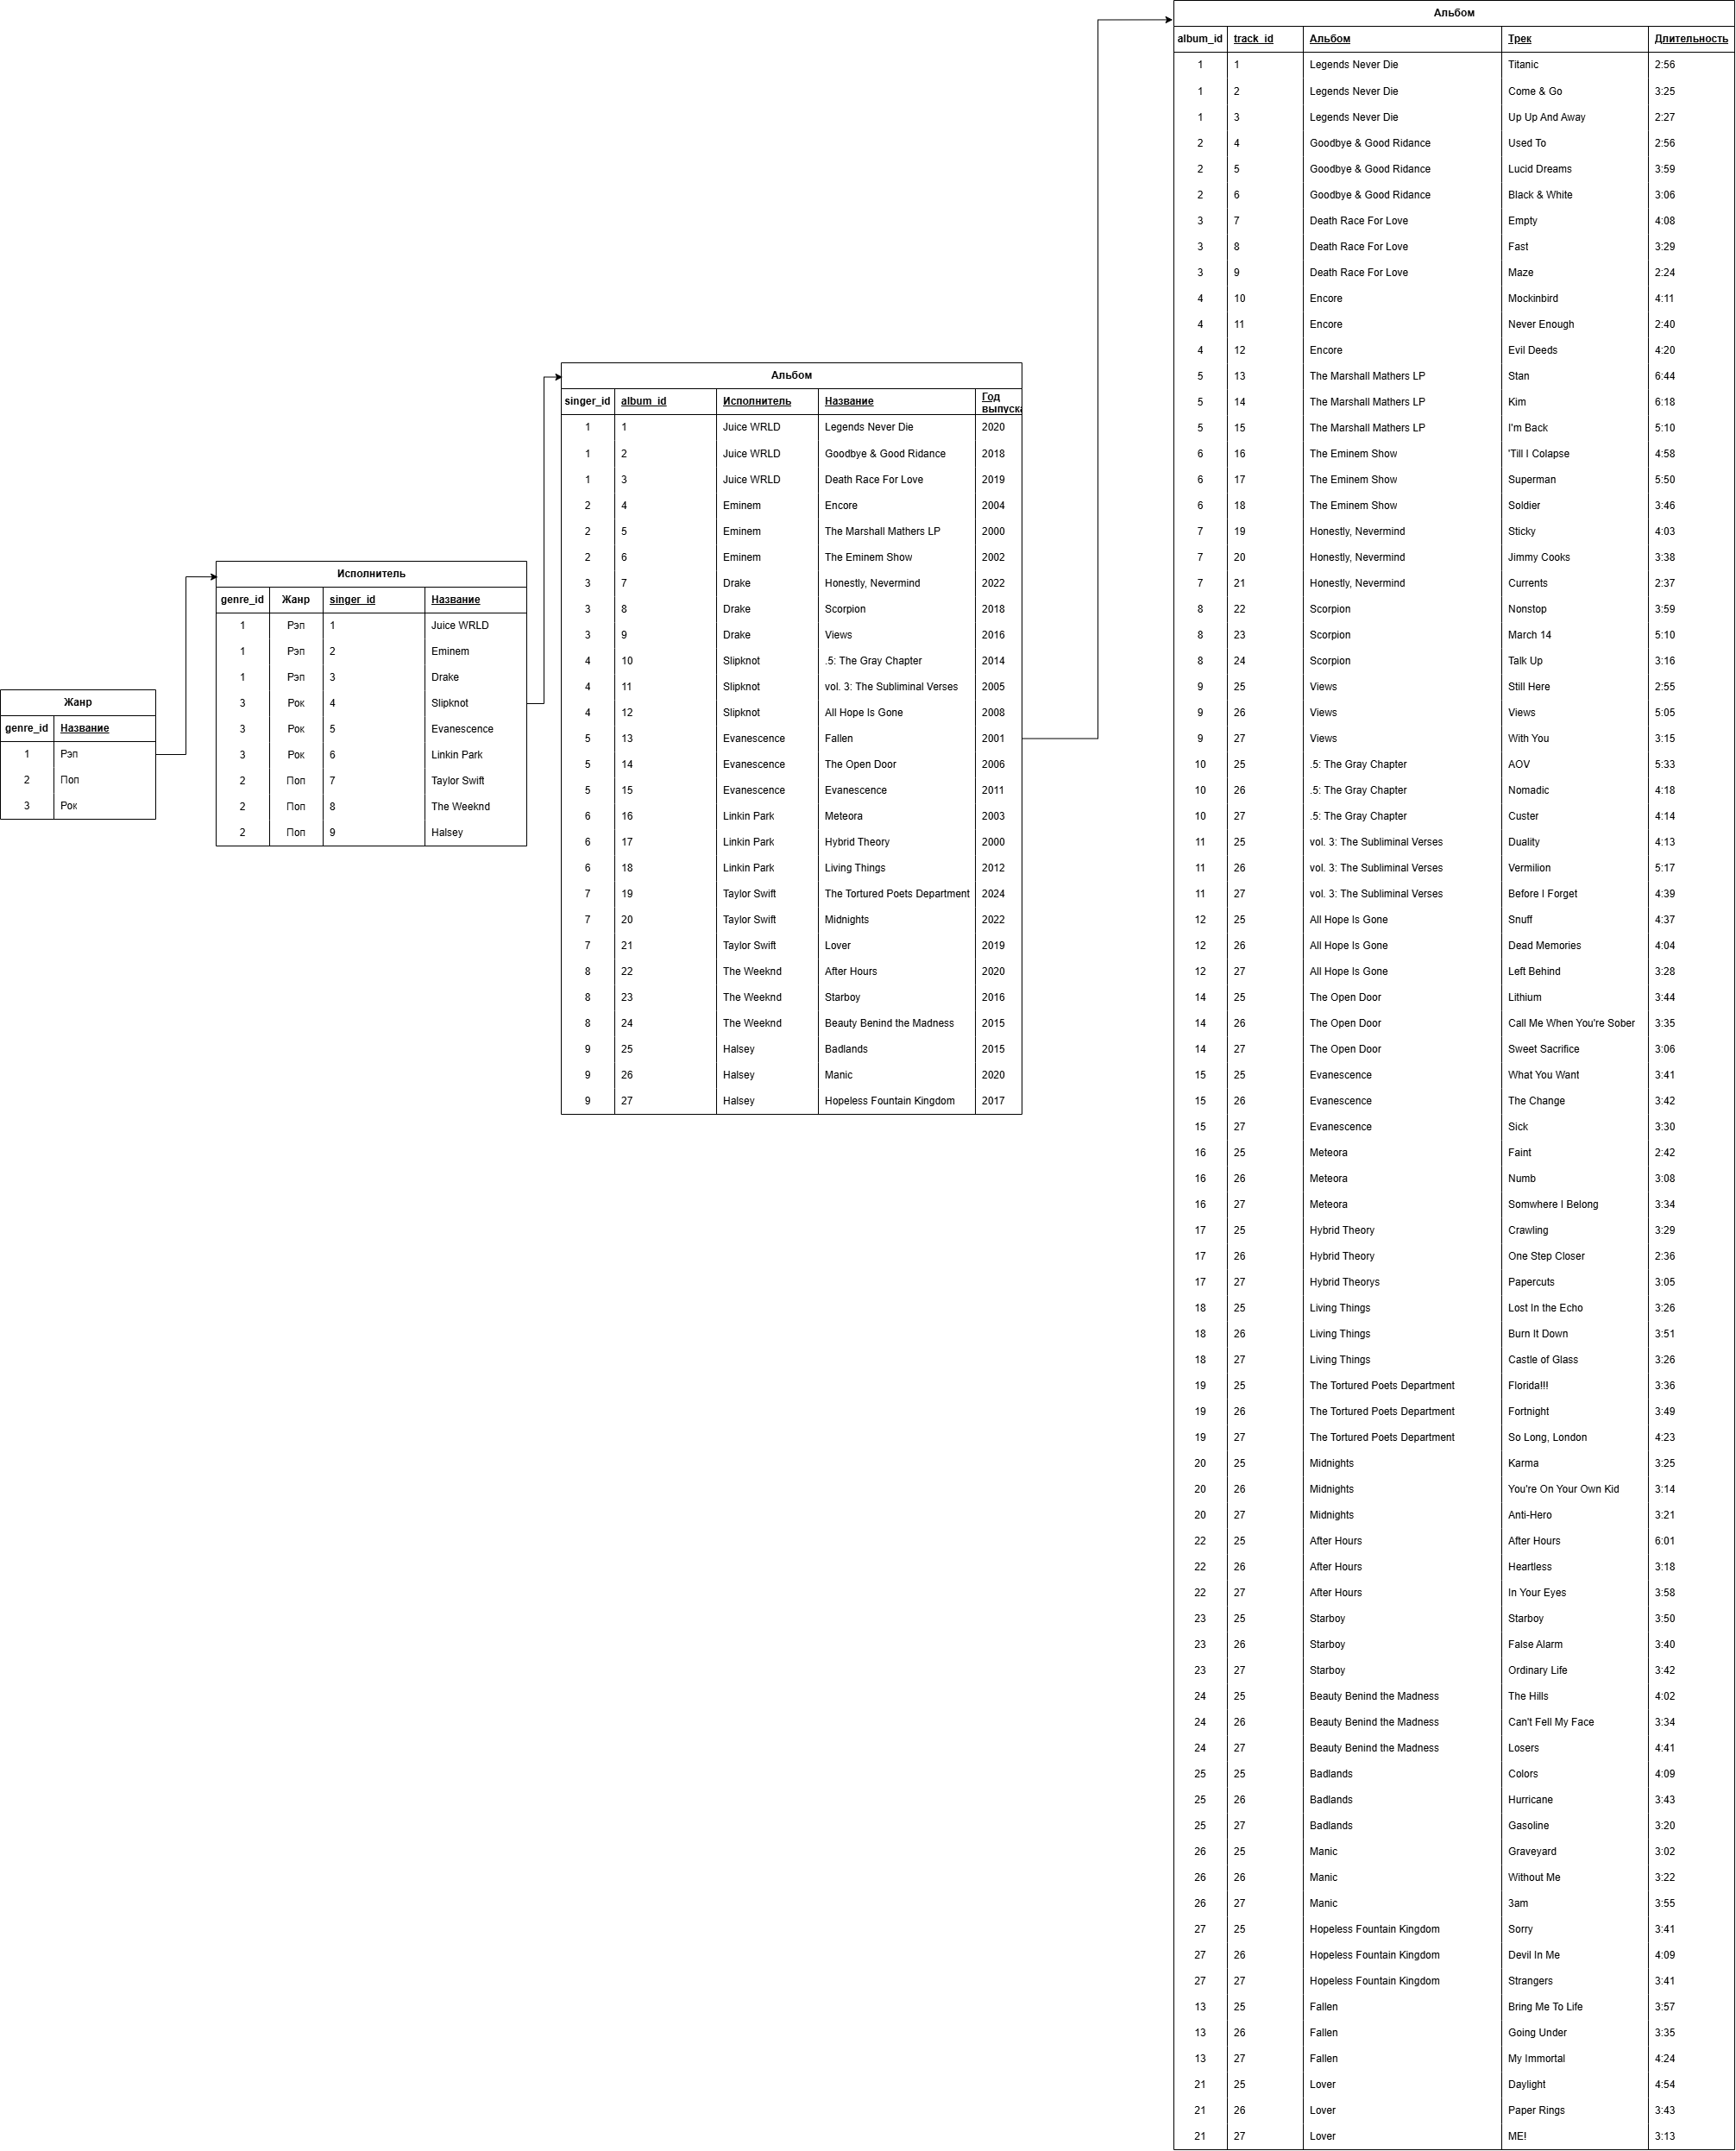 Жанр
genre_id Название
1 Рэп
2 Поп
3 Рок
Исполнитель
genre_id Жанр singer_id Название
1 Рэп 1 Juice WRLD
1 Рэп 2 Eminem
1 Рэп 3 Drake
3 Рок 4 Slipknot
3 Рок 5 Evanescence
3 Рок 6 Linkin Park
2 Поп 7 Taylor Swift
2 Поп 8 The Weeknd
2 Поп 9 Halsey
Альбом
singer_id album_id Исполнитель Название Год выпуска
1 1 Juice WRLD Legends Never Die 2020
1 2 Juice WRLD Goodbye & Good Ridance 2018
1 3 Juice WRLD Death Race For Love 2019
2 4 Eminem Encore 2004
2 5 Eminem The Marshall Mathers LP 2000
2 6 Eminem The Eminem Show 2002
3 7 Drake Honestly, Nevermind 2022
3 8 Drake Scorpion 2018
3 9 Drake Views 2016
4 10 Slipknot .5: The Gray Chapter 2014
4 11 Slipknot vol. 3: The Subliminal Verses 2005
4 12 Slipknot All Hope Is Gone 2008
5 13 Evanescence Fallen 2001
5 14 Evanescence The Open Door 2006
5 15 Evanescence Evanescence 2011
6 16 Linkin Park Meteora 2003
6 17 Linkin Park Hybrid Theory 2000
6 18 Linkin Park Living Things 2012
7 19 Taylor Swift The Tortured Poets Department 2024
7 20 Taylor Swift Midnights 2022
7 21 Taylor Swift Lover 2019
8 22 The Weeknd After Hours 2020
8 23 The Weeknd Starboy 2016
8 24 The Weeknd Beauty Behind the Madness 2015
9 25 Halsey Badlands 2015
9 26 Halsey Manic 2020
9 27 Halsey Hopeless Fountain Kingdom 2017
Альбом
album_id track_id Альбом Трек Длительность
1 1 Legends Never Die Titanic 2:56
1 2 Legends Never Die Come & Go 3:25
1 3 Legends Never Die Up Up And Away 2:27
2 4 Goodbye & Good Ridance Used To 2:56
2 5 Goodbye & Good Ridance Lucid Dreams 3:59
2 6 Goodbye & Good Ridance Black & White 3:06
3 7 Death Race For Love Empty 4:08
3 8 Death Race For Love Fast 3:29
3 9 Death Race For Love Maze 2:24
4 10 Encore Mockinbird 4:11
4 11 Encore Never Enough 2:40
4 12 Encore Evil Deeds 4:20
5 13 The Marshall Mathers LP Stan 6:44
5 14 The Marshall Mathers LP Kim 6:18
5 15 The Marshall Mathers LP I'm Back 5:10
6 16 The Eminem Show 'Till I Colapse 4:58
6 17 The Eminem Show Superman 5:50
6 18 The Eminem Show Soldier 3:46
7 19 Honestly, Nevermind Sticky 4:03
7 20 Honestly, Nevermind Jimmy Cooks 3:38
7 21 Honestly, Nevermind Currents 2:37
8 22 Scorpion Nonstop 3:59
8 23 Scorpion March 14 5:10
8 24 Scorpion Talk Up 3:16
9 25 Views Still Here 2:55
9 26 Views Views 5:05
9 27 Views With You 3:15
10 25 .5: The Gray Chapter AOV 5:33
10 26 .5: The Gray Chapter Nomadic 4:18
10 27 .5: The Gray Chapter Custer 4:14
11 25 vol. 3: The Subliminal Verses Duality 4:13
11 26 vol. 3: The Subliminal Verses Vermilion 5:17
11 27 vol. 3: The Subliminal Verses Before I Forget 4:39
12 25 All Hope Is Gone Snuff 4:37
12 26 All Hope Is Gone Dead Memories 4:04
12 27 All Hope Is Gone Left Behind 3:28
14 25 The Open Door Lithium 3:44
14 26 The Open Door Call Me When You're Sober 3:35
14 27 The Open Door Sweet Sacrifice 3:06
15 25 Evanescence What You Want 3:41
15 26 Evanescence The Change 3:42
15 27 Evanescence Sick 3:30
16 25 Meteora Faint 2:42
16 26 Meteora Numb 3:08
16 27 Meteora Somwhere I Belong 3:34
17 25 Hybrid Theory Crawling 3:29
17 26 Hybrid Theory One Step Closer 2:36
17 27 Hybrid Theorys Papercuts 3:05
18 25 Living Things Lost In the Echo 3:26
18 26 Living Things Burn It Down 3:51
18 27 Living Things Castle of Glass 3:26
19 25 The Tortured Poets Department Florida!!! 3:36
19 26 The Tortured Poets Department Fortnight 3:49
19 27 The Tortured Poets Department So Long, London 4:23
20 25 Midnights Karma 3:25
20 26 Midnights You're On Your Own Kid 3:14
20 27 Midnights Anti-Hero 3:21
22 25 After Hours After Hours 6:01
22 26 After Hours Heartless 3:18
22 27 After Hours In Your Eyes 3:58
23 25 Starboy Starboy 3:50
23 26 Starboy False Alarm 3:40
23 27 Starboy Ordinary Life 3:42
24 25 Beauty Behind the Madness The Hills 4:02
24 26 Beauty Behind the Madness Can't Fell My Face 3:34
24 27 Beauty Behind the Madness Losers 4:41
25 25 Badlands Colors 4:09
25 26 Badlands Hurricane 3:43
25 27 Badlands Gasoline 3:20
26 25 Manic Graveyard 3:02
26 26 Manic Without Me 3:22
26 27 Manic 3am 3:55
27 25 Hopeless Fountain Kingdom Sorry 3:41
27 26 Hopeless Fountain Kingdom Devil In Me 4:09
27 27 Hopeless Fountain Kingdom Strangers 3:41
13 25 Fallen Bring Me To Life 3:57
13 26 Fallen Going Under 3:35
13 27 Fallen My Immortal 4:24
21 25 Lover Daylight 4:54
21 26 Lover Paper Rings 3:43
21 27 Lover ME! 3:13